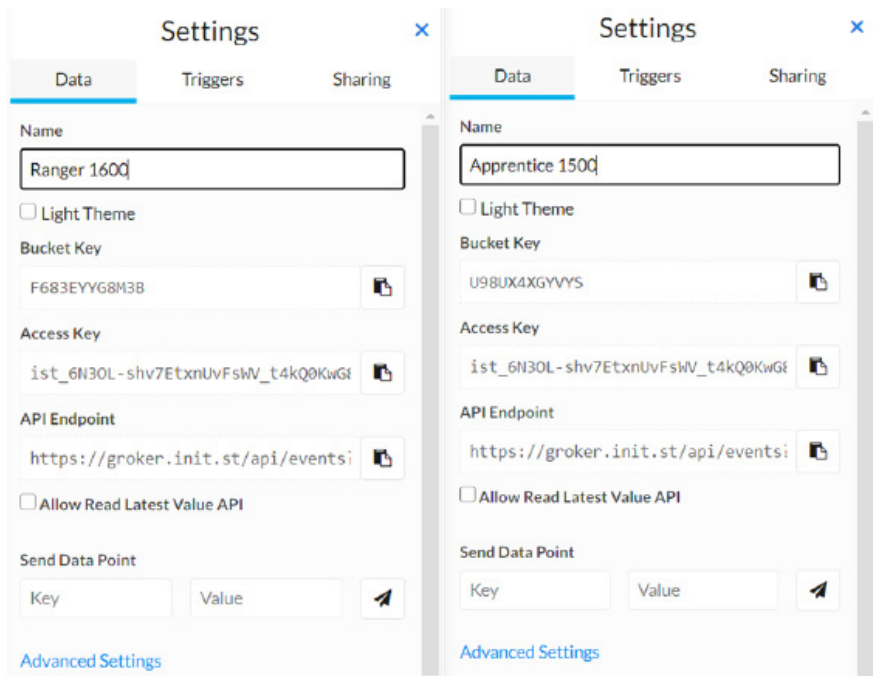 Settings ×
Data Triggers Sharing
Name
Ranger 1600
Light Theme
Bucket Key
F683EYYG8M3B
Access Key
ist_6N3OL-shv7EtxnUvFsWV_t4kQ0KwG8
API Endpoint
https://groker.init.st/api/events?
Allow Read Latest Value API
Send Data Point
Key Value
Advanced Settings
Settings ×
Data Triggers Sharing
Name
Apprentice 1500
Light Theme
Bucket Key
U98UX4XGYVYS
Access Key
ist_6N3OL-shv7EtxnUvFsWV_t4kQ0KwG8
API Endpoint
https://groker.init.st/api/events?
Allow Read Latest Value API
Send Data Point
Key Value
Advanced Settings